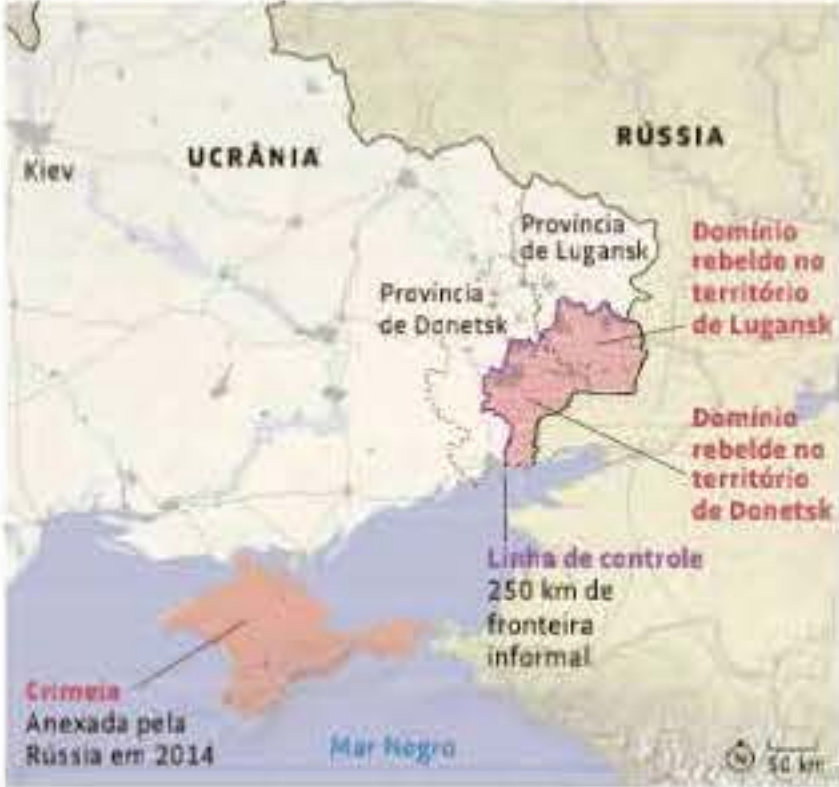 RÚSSIA
UCRÂNIA
Kiev
Província
de Lugansk
Domínio
rebelde no
território
de Lugansk
Província
de Donetsk
Domínio
rebelde no
território
de Donetsk
Linha de controle
250 km de
fronteira
informal
Crimeia
Anexada pela
Rússia em 2014
Mar Negro
N
50 km